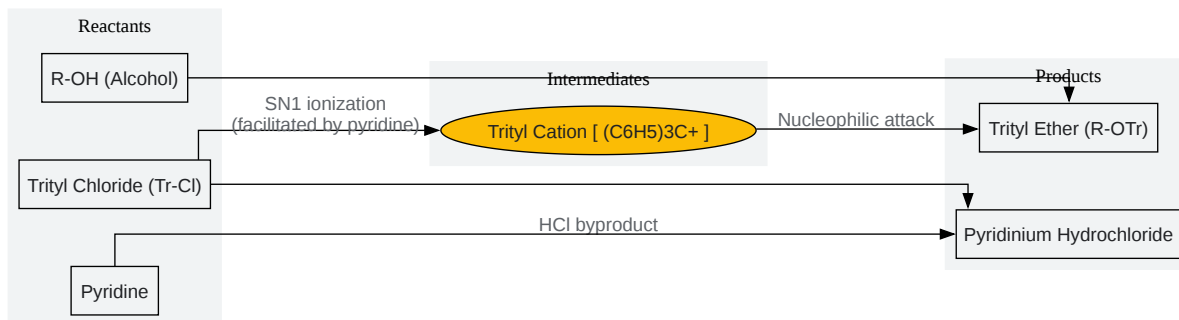 Reactants
R-OH (Alcohol)
Trityl Chloride (Tr-Cl)
Pyridine
SN1 ionization
(facilitated by pyridine)
Intermediates
Trityl Cation [ (C6H5)3C+ ]
Nucleophilic attack
HCl byproduct
Products
Trityl Ether (R-OTr)
Pyridinium Hydrochloride